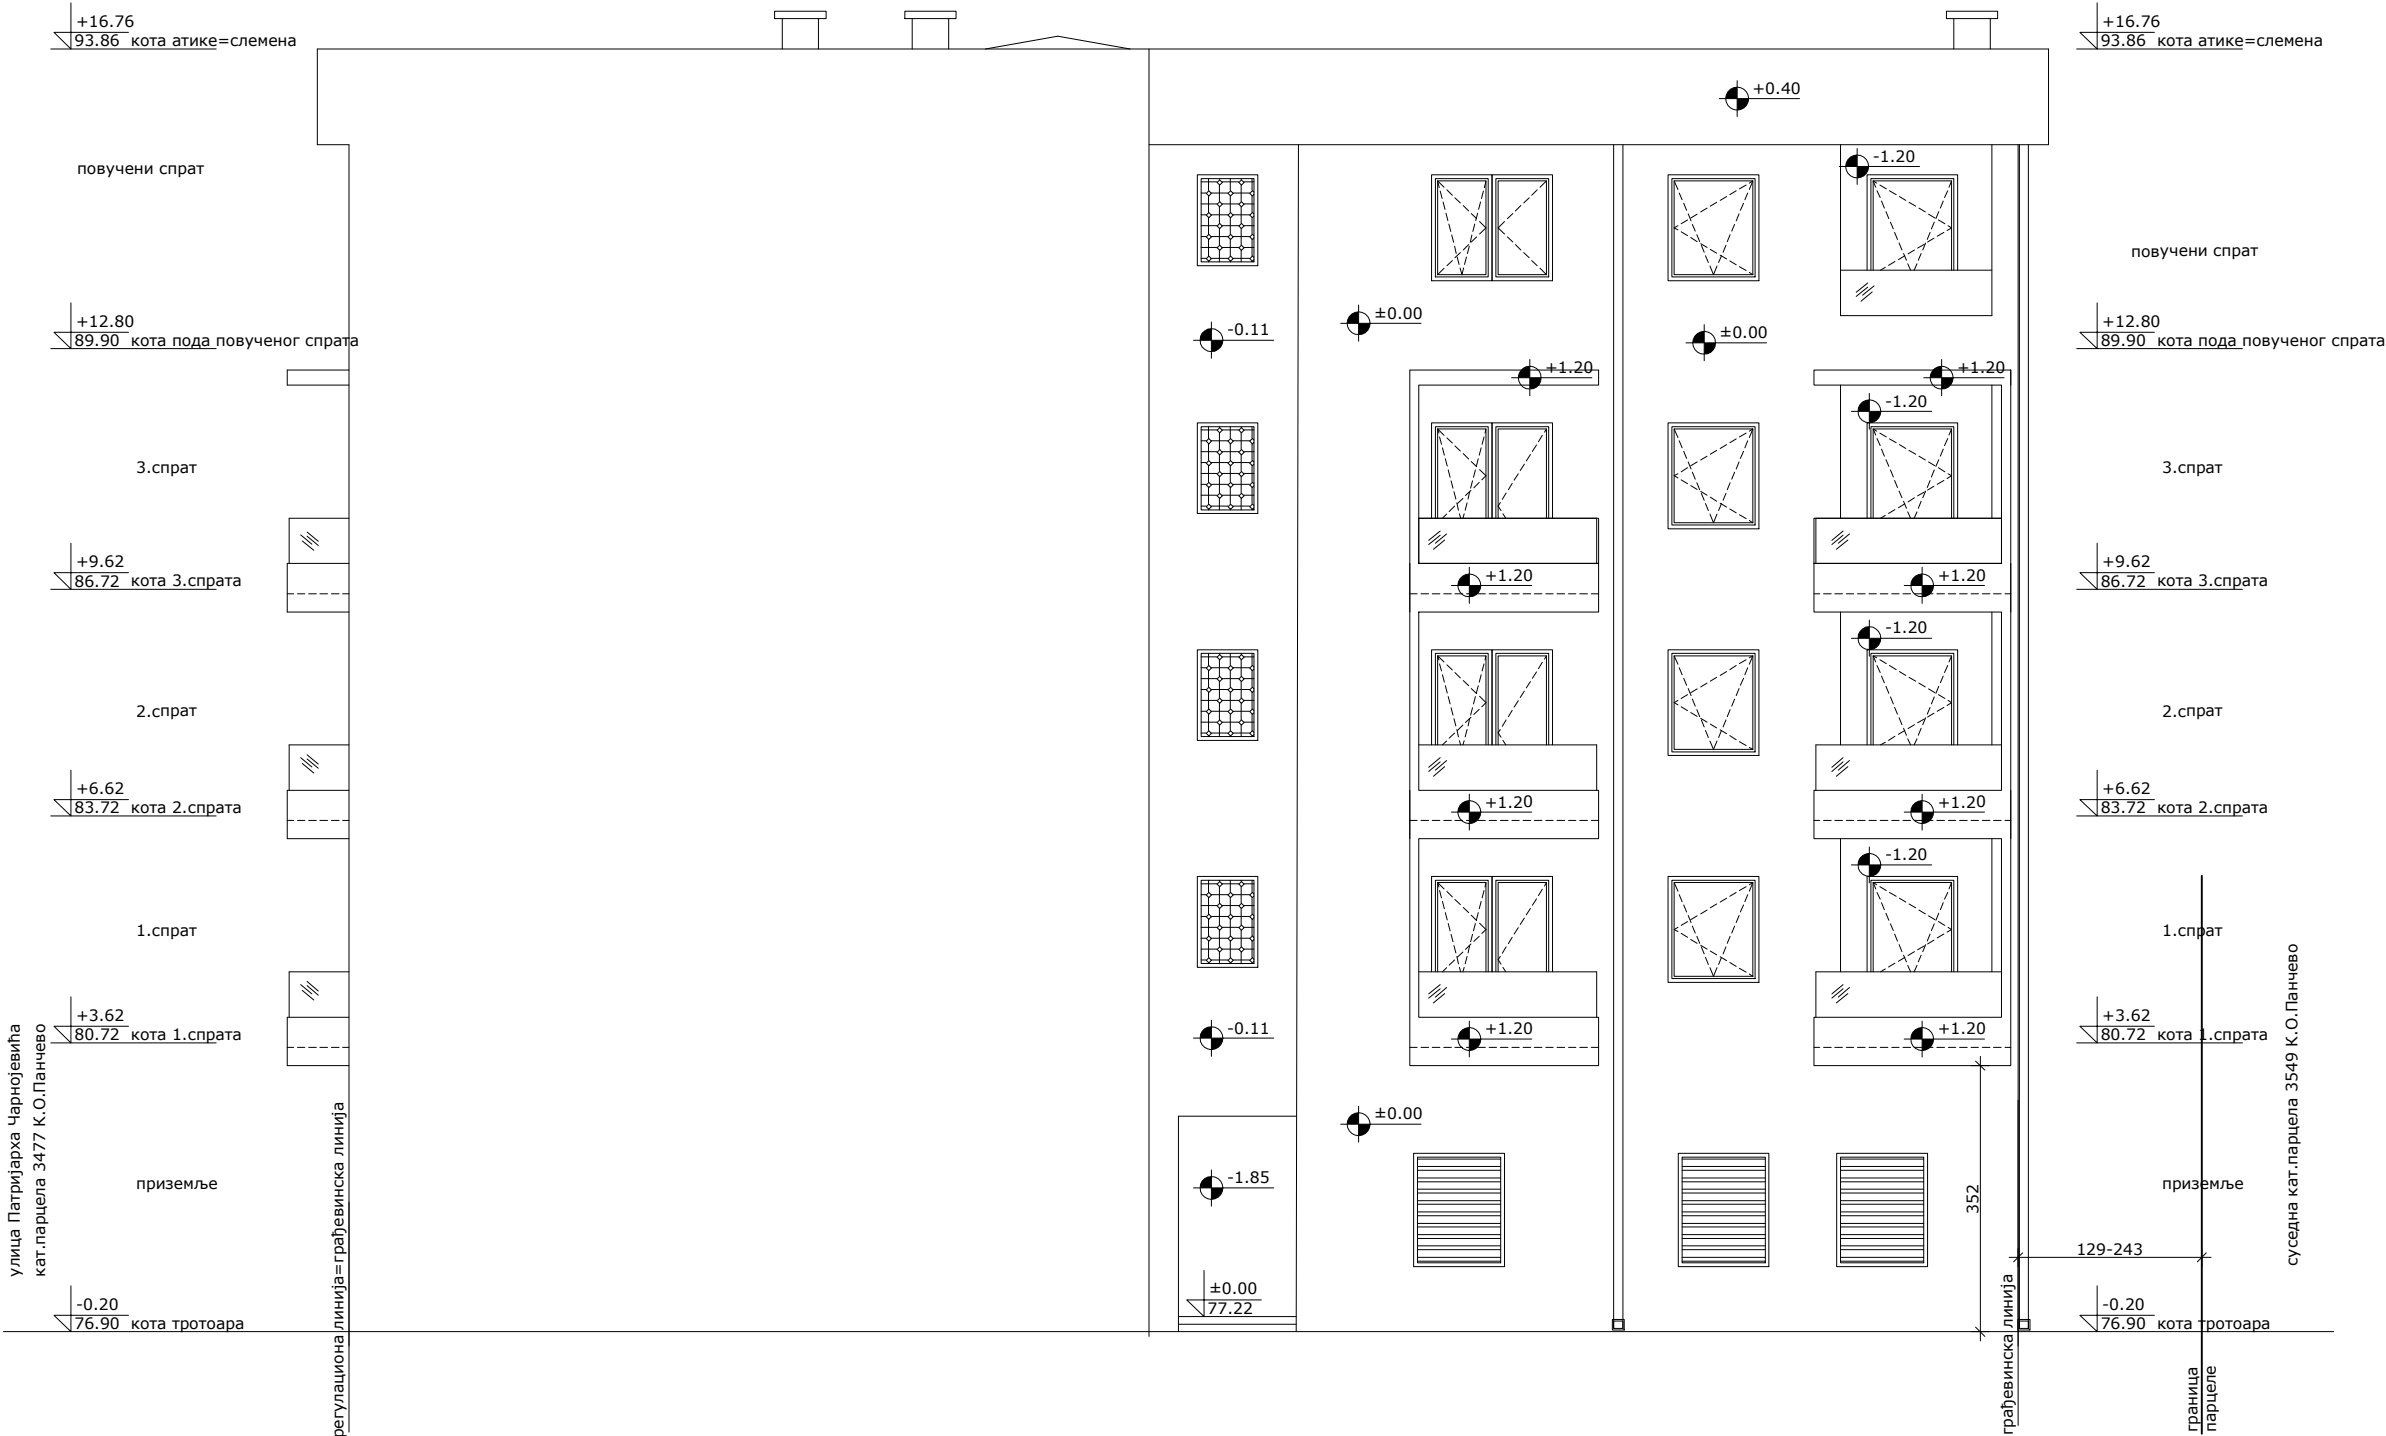 +16.76
93.86 кота атике=слемена
повучени спрат
+12.80
89.90 кота пода повученог спрата
3.спрат
+9.62
86.72 кота 3.спрата
2.спрат
+6.62
83.72 кота 2.спрата
1.спрат
+3.62
80.72 кота 1.спрата
приземље
-0.20
76.90 кота тротоара
улица Патријарха Чарнојевића
кат.парцела 3477 К.О.Панчево
регулациона линија=грађевинска линија
+0.40
-1.20
-0.11
±0.00
±0.00
+1.20
+1.20
-1.20
+1.20
+1.20
-1.20
+1.20
+1.20
-1.20
-0.11
+1.20
+1.20
±0.00
-1.85
±0.00
77.22
352
129-243
грађевинска линија
граница
парцеле
+16.76
93.86 кота атике=слемена
повучени спрат
+12.80
89.90 кота пода повученог спрата
3.спрат
+9.62
86.72 кота 3.спрата
2.спрат
+6.62
83.72 кота 2.спрата
1.спрат
+3.62
80.72 кота 1.спрата
приземље
-0.20
76.90 кота тротоара
суседна кат.парцела 3549 К.О.Панчево